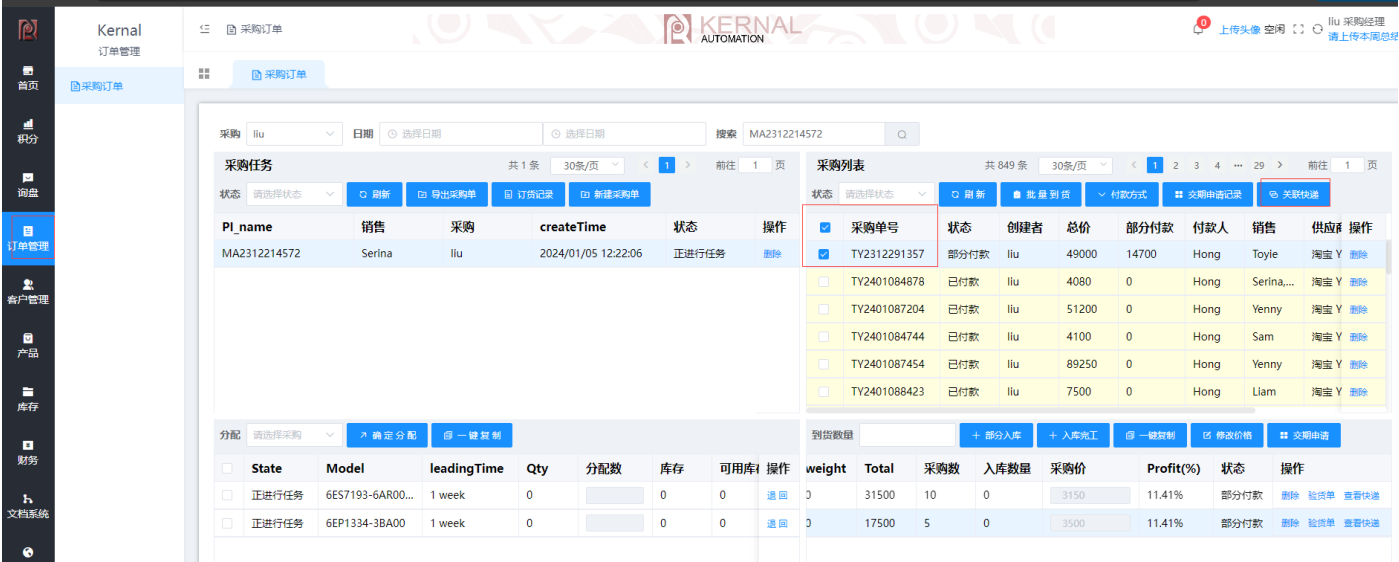 Kernal
订单管理
采购订单
首页
积分
询盘
订单管理
客户管理
产品
库存
财务
文档系统
采购订单
KERNAL
AUTOMATION
0
上传头像 空闲
liu 采购经理
请上传本周总结
采购订单
采购 liu 日期 选择日期 选择日期 搜索 MA2312214572
采购任务 共 1 条 30条/页 1 前往 1 页
状态 请选择状态 刷新 导出采购单 订货记录 新建采购单
PI_name 销售 采购 createTime 状态 操作
MA2312214572 Serina liu 2024/01/05 12:22:06 正进行任务 删除
采购列表 共 849 条 30条/页 1 2 3 4 ··· 29 前往 1 页
状态 请选择状态 刷新 批量到货 付款方式 交期申请记录 关联快递
采购单号 状态 创建者 总价 部分付款 付款人 销售 供应商 操作
TY2312291357 部分付款 liu 49000 14700 Hong Toyie 淘宝 Y 删除
TY2401084878 已付款 liu 4080 0 Hong Serina,... 淘宝 Y 删除
TY2401087204 已付款 liu 51200 0 Hong Yenny 淘宝 Y 删除
TY2401084744 已付款 liu 4100 0 Hong Sam 淘宝 Y 删除
TY2401087454 已付款 liu 89250 0 Hong Yenny 淘宝 Y 删除
TY2401088423 已付款 liu 7500 0 Hong Liam 淘宝 Y 删除
分配 请选择采购 确定分配 一键复制
State Model leadingTime Qty 分配数 库存 可用库存 操作
正进行任务 6ES7193-6AR00... 1 week 0 0 0 退回
正进行任务 6EP1334-3BA00 1 week 0 0 0 退回
到货数量 部分入库 入库完工 一键复制 修改价格 交期申请
weight Total 采购数 入库数量 采购价 Profit(%) 状态 操作
0 31500 10 0 3150 11.41% 部分付款 删除 验货单 查看快递
0 17500 5 0 3500 11.41% 部分付款 删除 验货单 查看快递